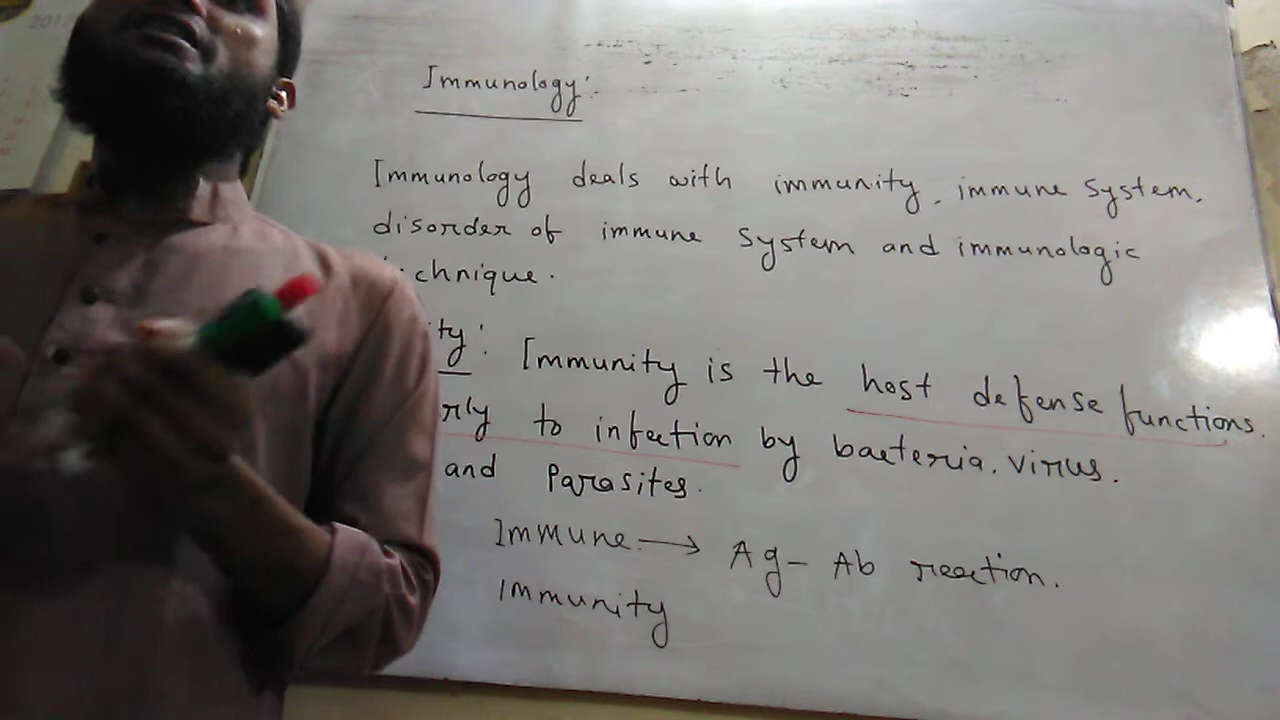 Immunology:
Immunology deals with immunity, immune system,
disorder of immune system and immunologic
chnique.
ity: Immunity is the host defense functions.
rly to infection by bacteria, virus.
and Parasites.
Immune → Ag - Ab reaction.
Immunity